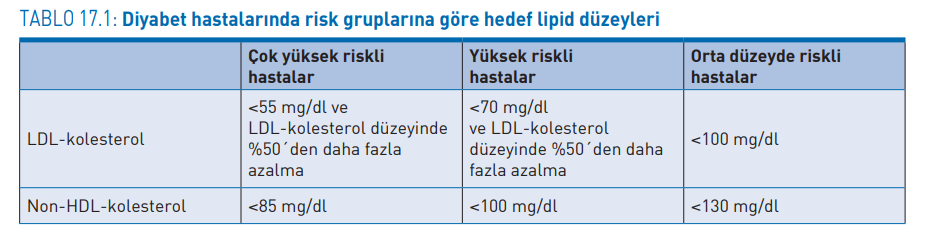 TABLO 17.1: Diyabet hastalarında risk gruplarına göre hedef lipid düzeyleri
Çok yüksek riskli
hastalar
Yüksek riskli
hastalar
Orta düzeyde riskli
hastalar
LDL-kolesterol
<55 mg/dl ve
LDL-kolesterol düzeyinde
%50´den daha fazla
azalma
<70 mg/dl
ve LDL-kolesterol
düzeyinde %50´den daha
fazla azalma
<100 mg/dl
Non-HDL-kolesterol
<85 mg/dl
<100 mg/dl
<130 mg/dl